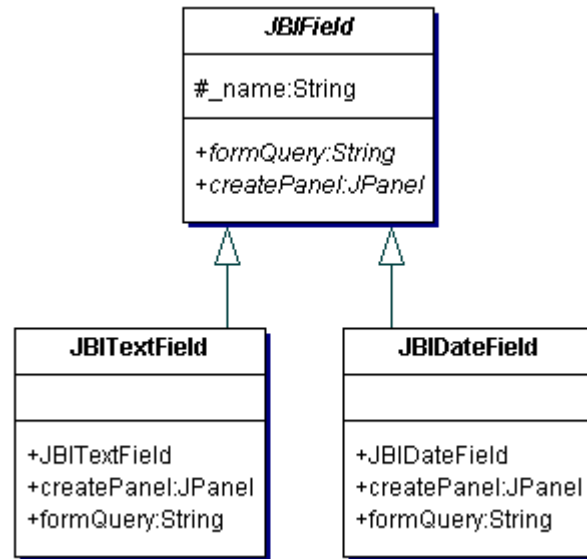 JBIField
#_name:String
+formQuery:String
+createPanel:JPanel
JBITextField
+JBITextField
+createPanel:JPanel
+formQuery:String
JBIDateField
+JBIDateField
+createPanel:JPanel
+formQuery:String